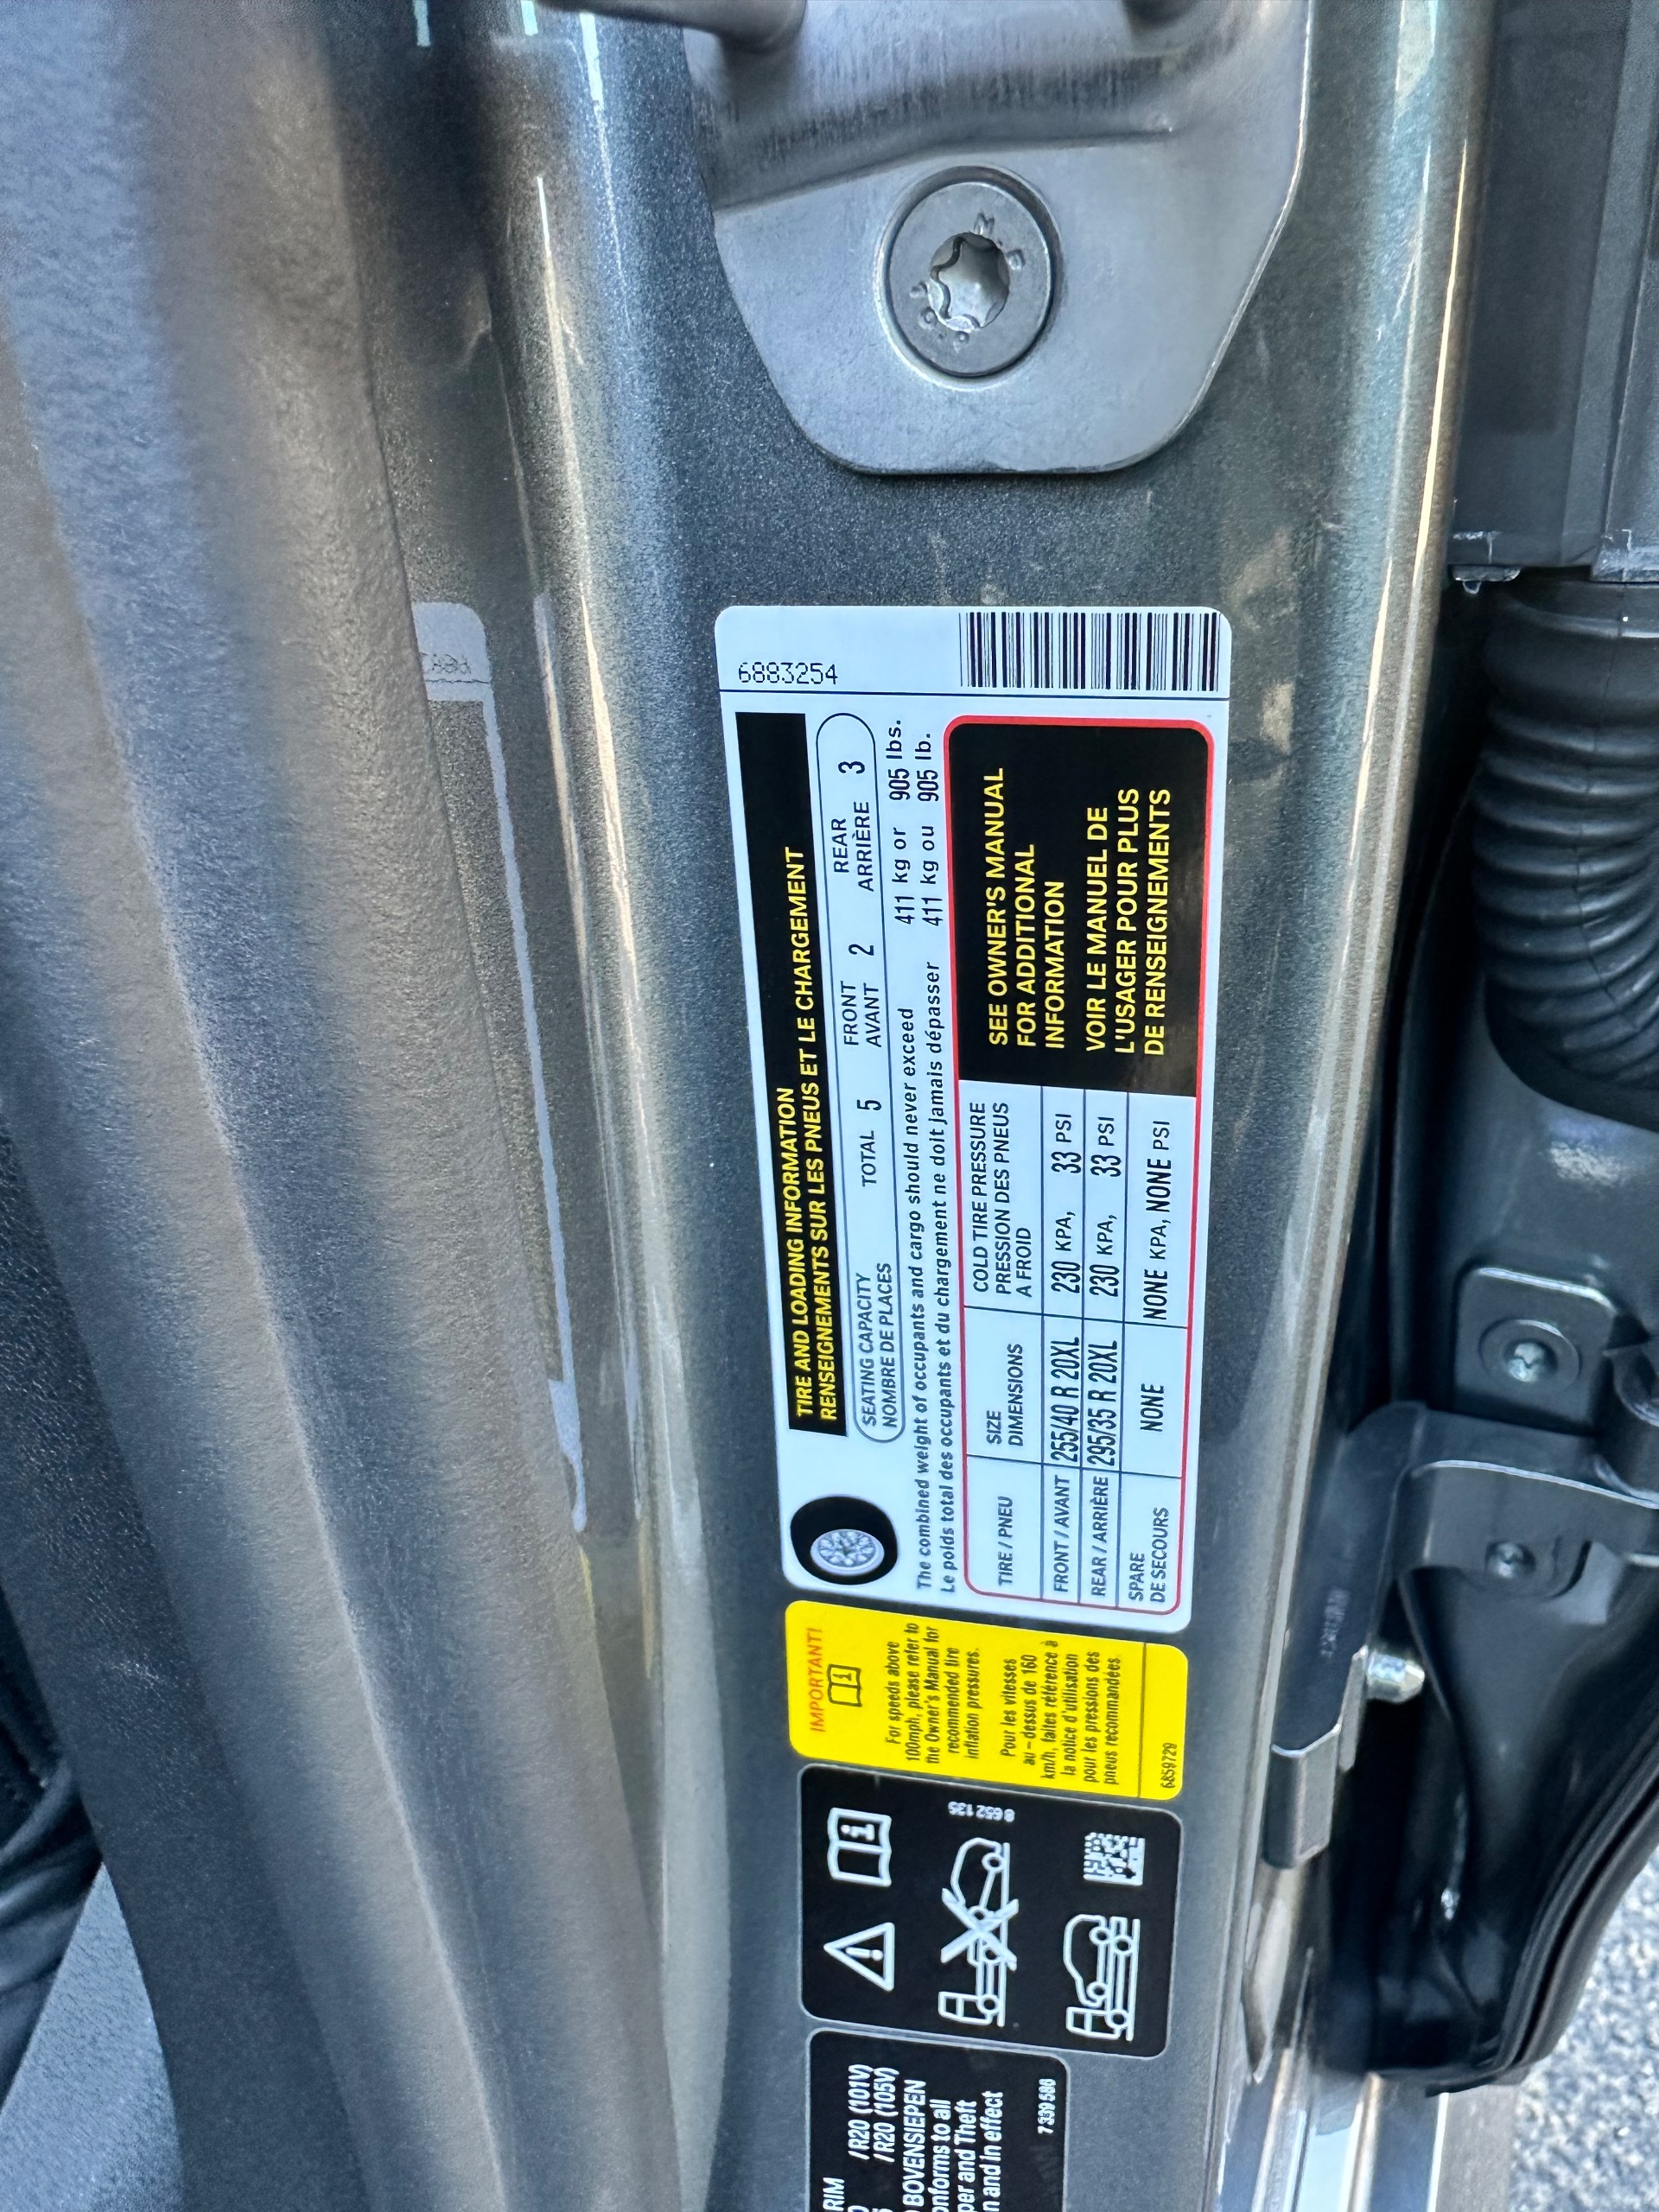 6883254
TIRE AND LOADING INFORMATION
RENSEIGNEMENTS SUR LES PNEUS ET LE CHARGEMENT
SEATING CAPACITY
NOMBRE DE PLACES
TOTAL 5
FRONT
AVANT 2
REAR
ARRIÈRE 3
The combined weight of occupants and cargo should never exceed 411 kg or 905 lbs.
Le poids total des occupants et du chargement ne doit jamais dépasser 411 kg ou 905 lb.
TIRE / PNEU
SIZE
DIMENSIONS
COLD TIRE PRESSURE
PRESSION DES PNEUS
A FROID
FRONT / AVANT 255/40 R 20XL 230 KPA, 33 PSI
REAR / ARRIÈRE 295/35 R 20XL 230 KPA, 33 PSI
SPARE
DE SECOURS
NONE NONE KPA, NONE PSI
SEE OWNER'S MANUAL
FOR ADDITIONAL
INFORMATION
VOIR LE MANUEL DE
L'USAGER POUR PLUS
DE RENSEIGNEMENTS
IMPORTANT!
For speeds above
100mph, please refer to
the Owner's Manual for
recommended tire
inflation pressures.
Pour les vitesses
au-dessus de 160
km/h, faites référence à
la notice d'utilisation
pour les pressions des
pneus recommandées.
6859729
8 652 135
RIM /R20 (101V)
/R20 (105V)
BOVENSIEPEN
onforms to all
per and Theft
n and in effect
7 339 586